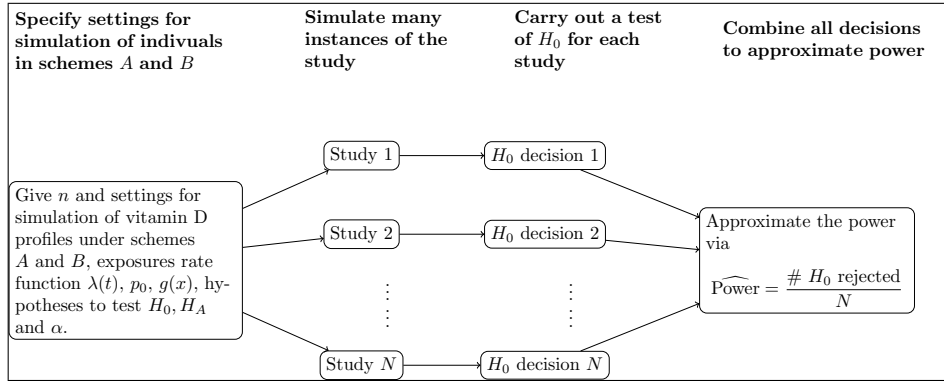 Specify settings for
simulation of indivuals
in schemes A and B
Simulate many
instances of the
study
Carry out a test
of H₀ for each
study
Combine all decisions
to approximate power
Give n and settings for
simulation of vitamin D
profiles under schemes
A and B, exposures rate
function λ(t), p₀, g(x), hy-
potheses to test H₀, H_A
and α.
Study 1
H₀ decision 1
Study 2
H₀ decision 2
Study N
H₀ decision N
Approximate the power
via
\widehat{Power} = # H₀ rejected / N